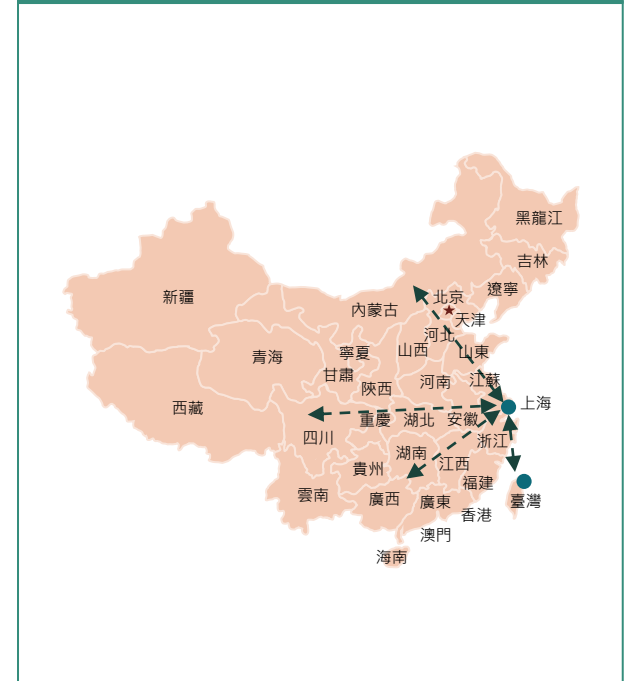 黑龍江
吉林
遼寧
新疆
北京
內蒙古
天津
河北
山西
山東
寧夏
青海
甘肅
陝西
河南
江蘇
西藏
上海
重慶
湖北
安徽
四川
浙江
湖南
江西
貴州
福建
雲南
廣西
廣東
臺灣
香港
澳門
海南